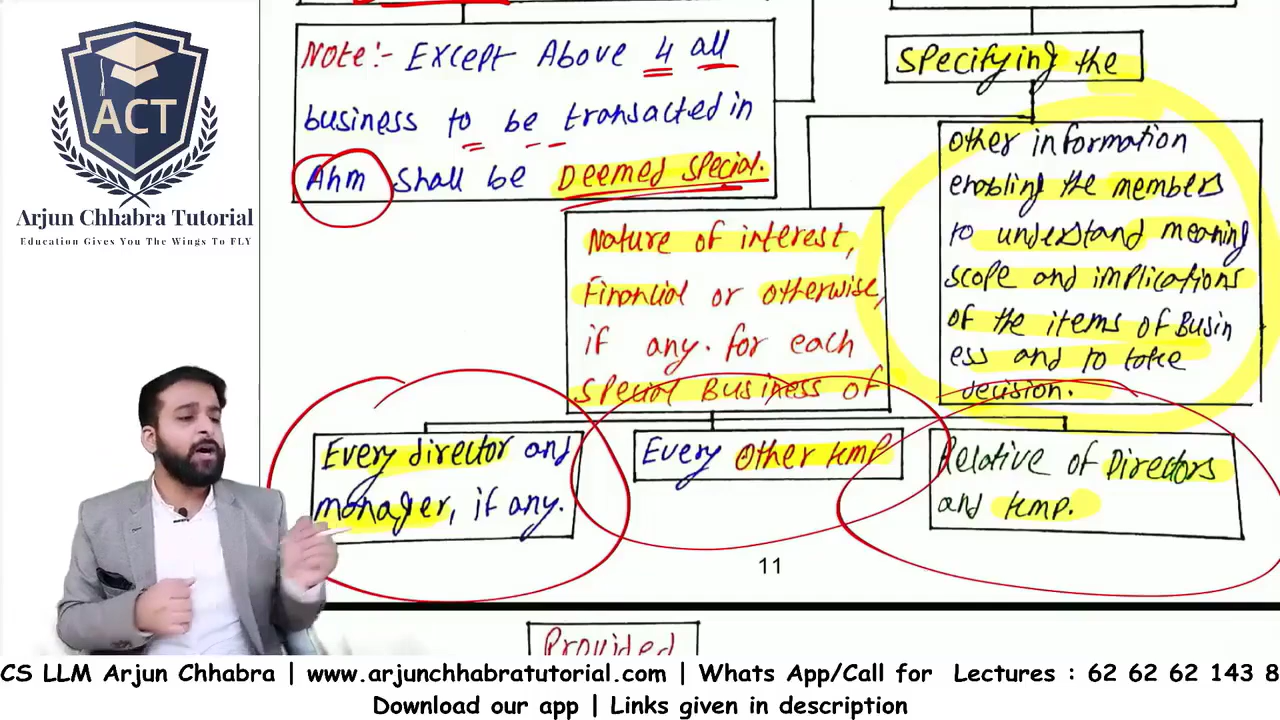 ACT
Arjun Chhabra Tutorial
Education Gives You The Wings To FLY
Note:- Except Above 4 all
business to be transacted in
Ahm Shall be Deemed special.
Specifying the
Other information
enabling the members
to understand meaning
scope and implications
of the items of Busin
ess and to take
decision.
Nature of interest,
Financial or otherwise,
if any. for each
Special Business of
Every director and
manager, if any.
Every other kmp
Relative of Directors
and kmp.
11
Provided
CS LLM Arjun Chhabra | www.arjunchhabratutorial.com | Whats App/Call for Lectures : 62 62 62 143 8
Download our app | Links given in description